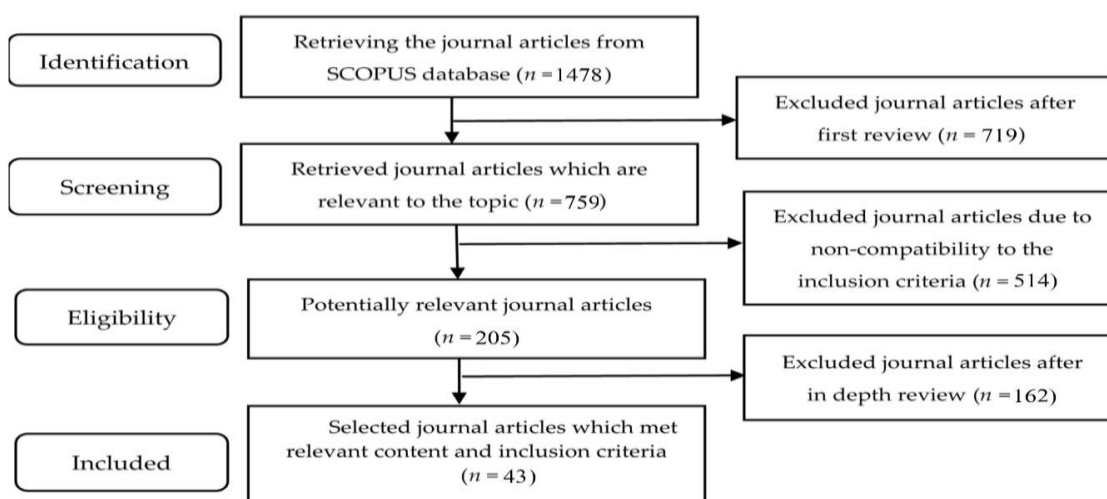 Identification
Retrieving the journal articles from
SCOPUS database (n =1478)
Excluded journal articles after
first review (n = 719)
Screening
Retrieved journal articles which are
relevant to the topic (n =759)
Excluded journal articles due to
non-compatibility to the
inclusion criteria (n = 514)
Eligibility
Potentially relevant journal articles
(n = 205)
Excluded journal articles after
in depth review (n =162)
Included
Selected journal articles which met
relevant content and inclusion criteria
(n = 43)